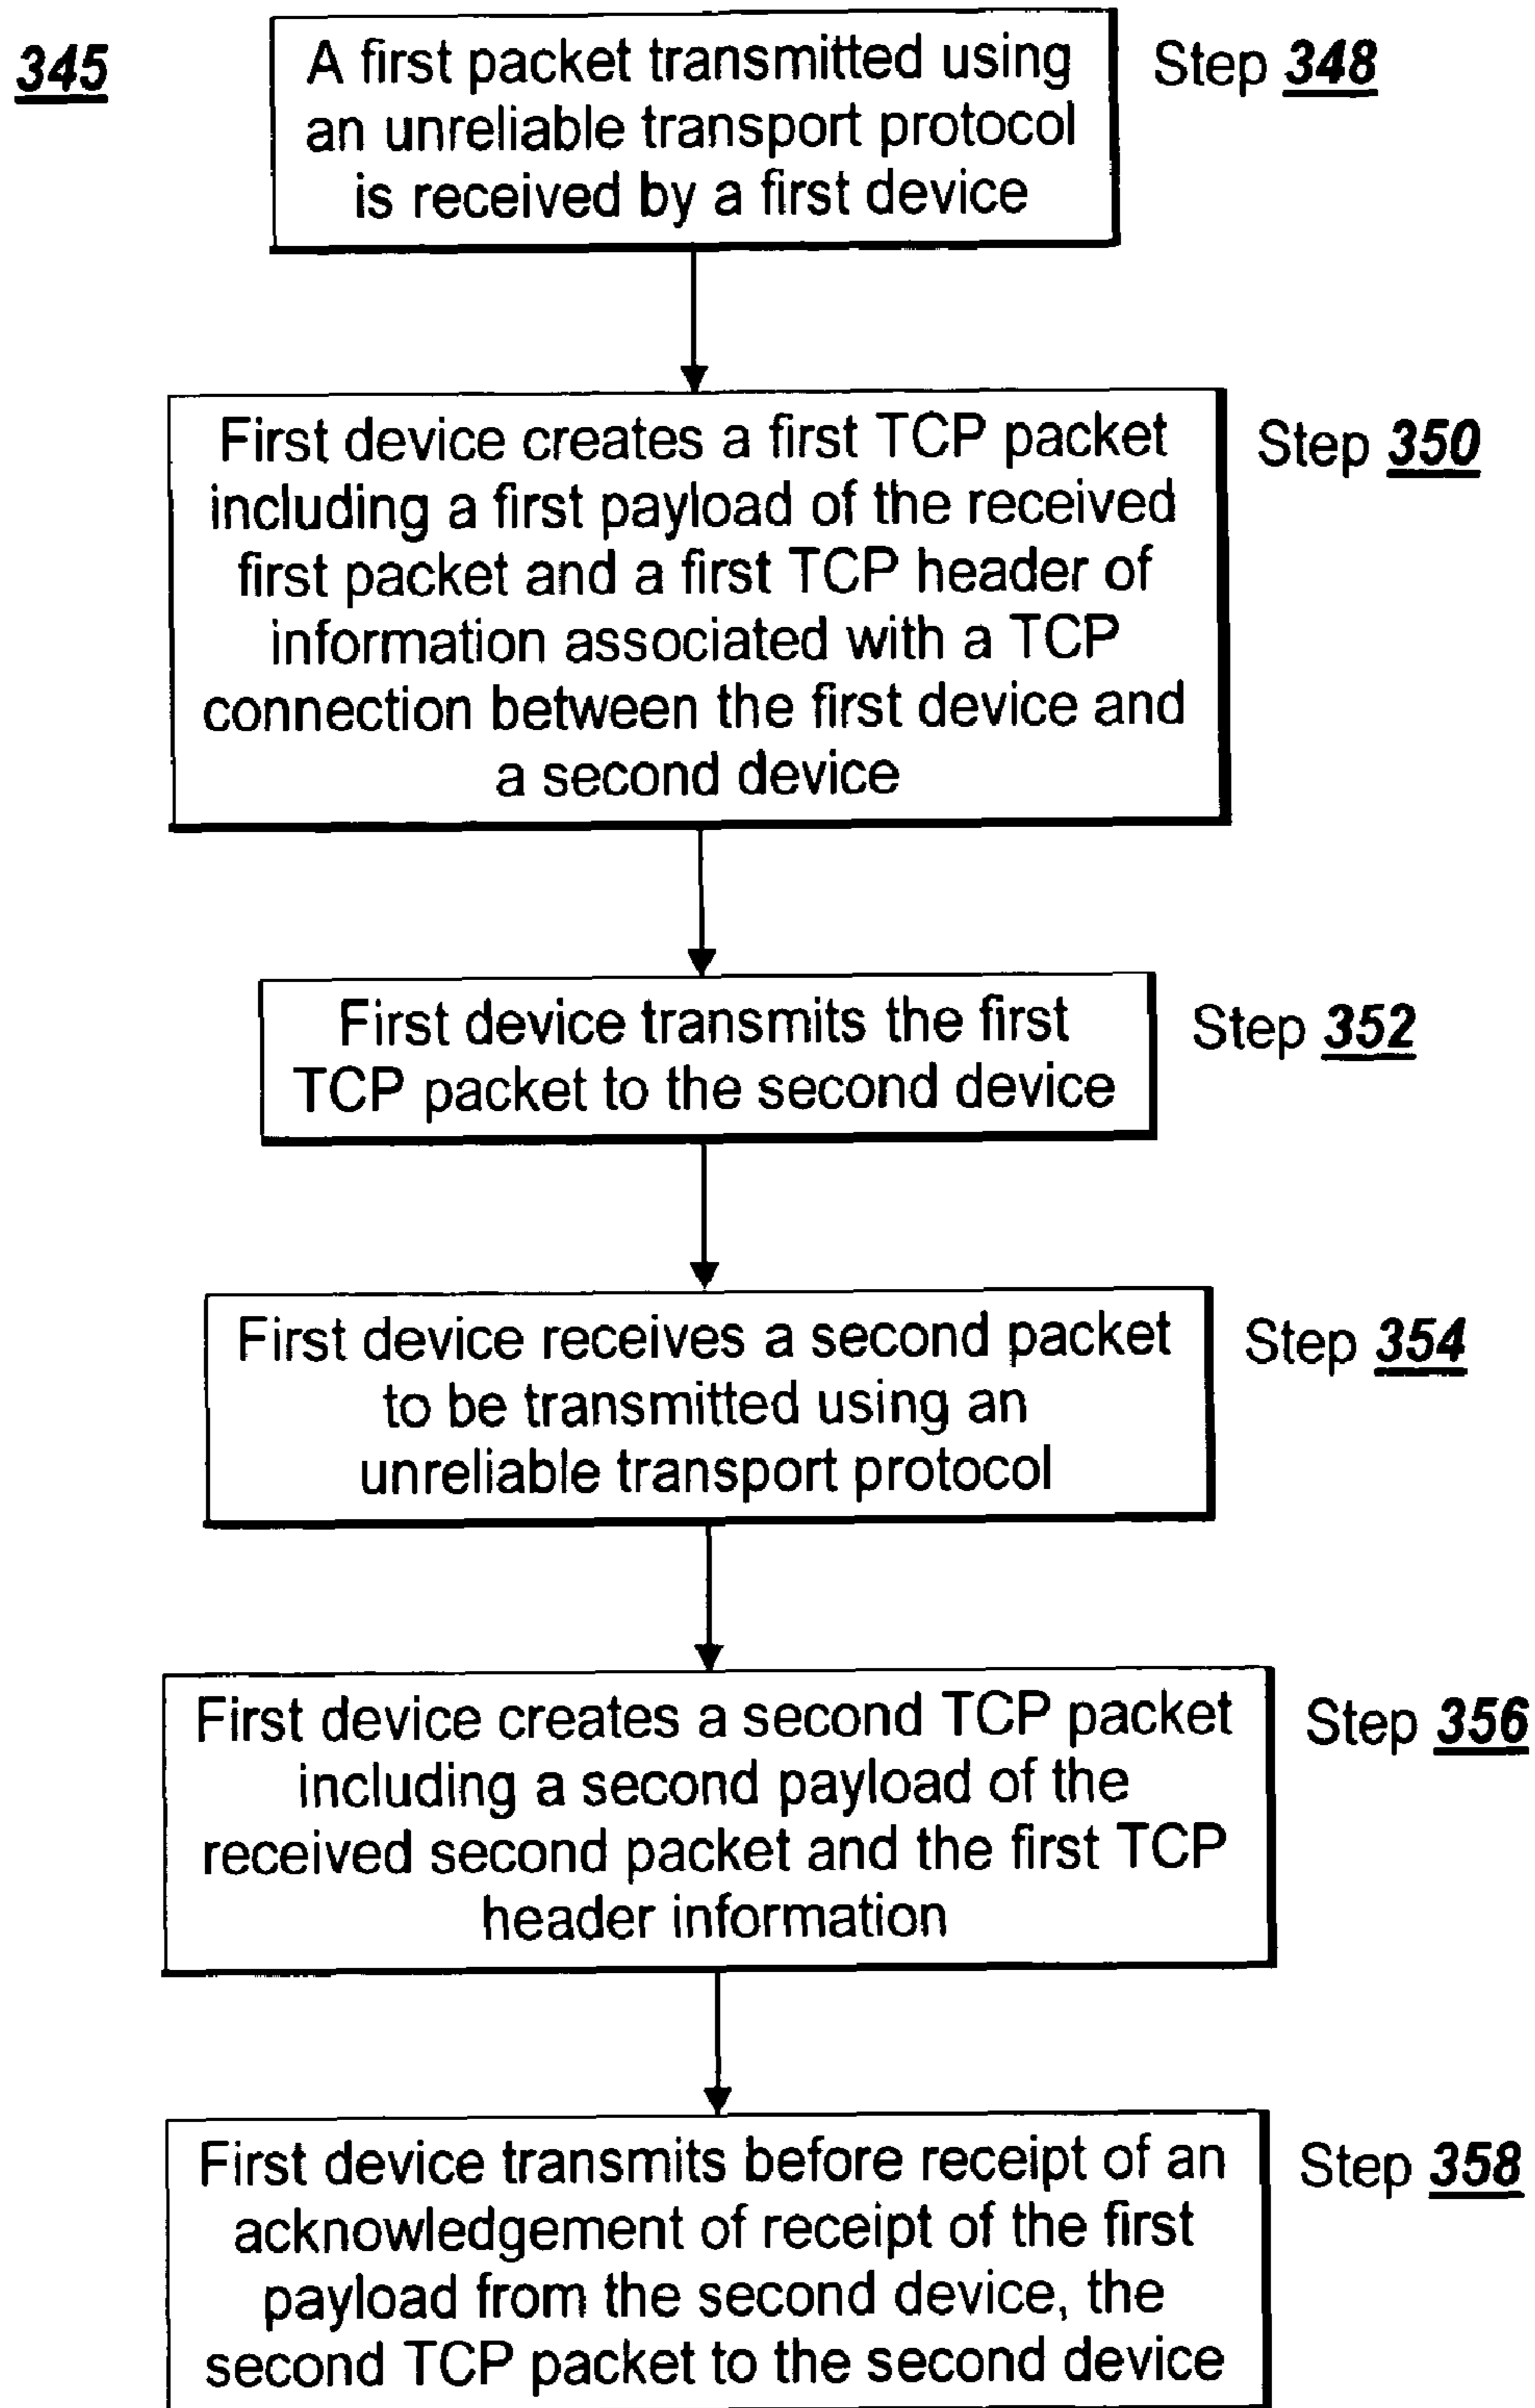 345
A first packet transmitted using
an unreliable transport protocol
is received by a first device
Step 348
First device creates a first TCP packet
including a first payload of the received
first packet and a first TCP header of
information associated with a TCP
connection between the first device and
a second device
Step 350
First device transmits the first
TCP packet to the second device
Step 352
First device receives a second packet
to be transmitted using an
unreliable transport protocol
Step 354
First device creates a second TCP packet
including a second payload of the
received second packet and the first TCP
header information
Step 356
First device transmits before receipt of an
acknowledgement of receipt of the first
payload from the second device, the
second TCP packet to the second device
Step 358